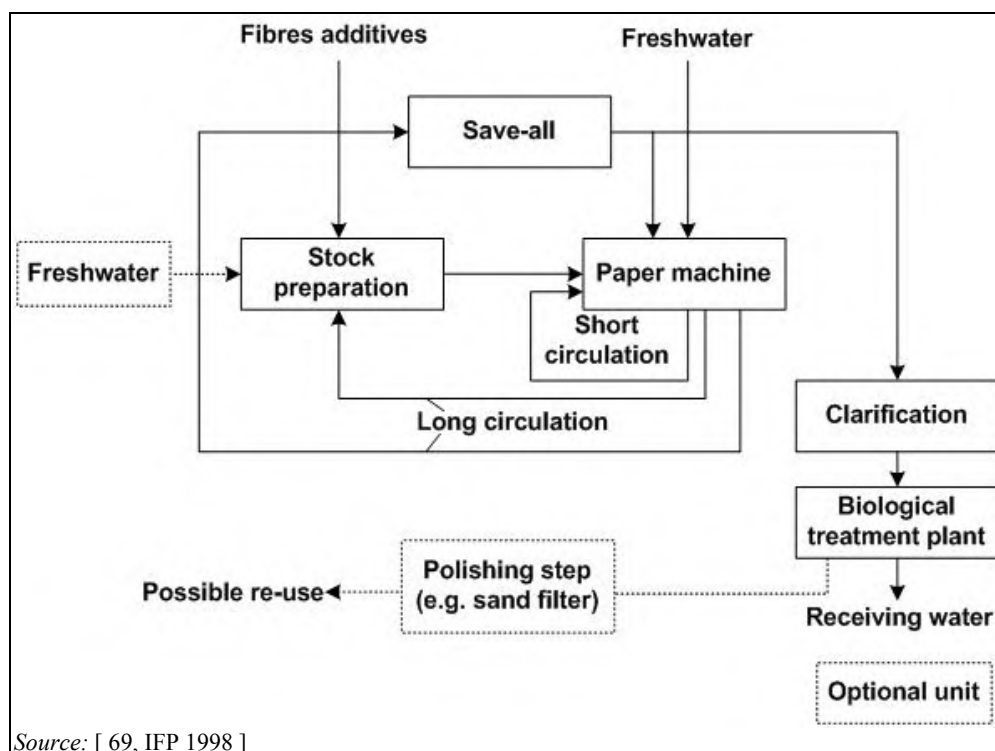 Fibres additives
Freshwater
Save-all
Freshwater
Stock
preparation
Paper machine
Short
circulation
Long circulation
Clarification
Biological
treatment plant
Polishing step
(e.g. sand filter)
Possible re-use
Receiving water
Optional unit
Source: [ 69, IFP 1998 ]